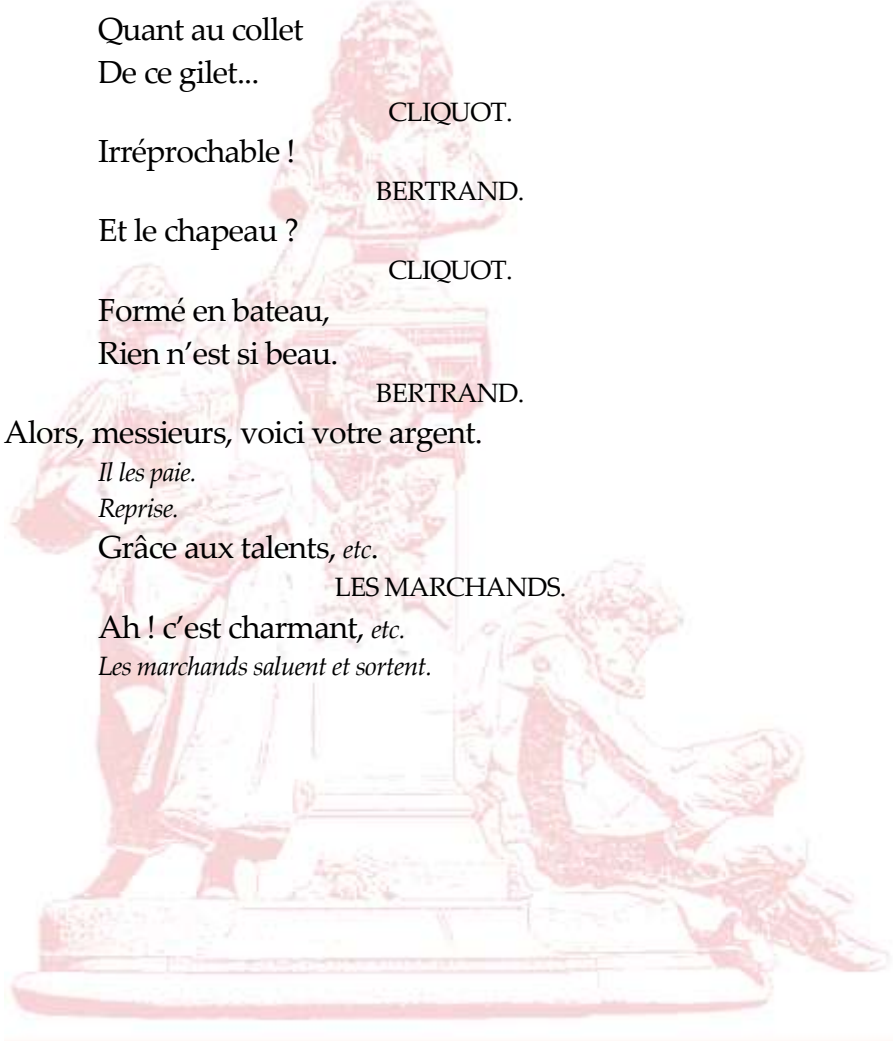 Quant au collet
De ce gilet...
CLIQUOT.
Irréprochable !
BERTRAND.
Et le chapeau ?
CLIQUOT.
Formé en bateau,
Rien n’est si beau.
BERTRAND.
Alors, messieurs, voici votre argent.
Il les paie.
Reprise.
Grâce aux talents, etc.
LES MARCHANDS.
Ah ! c’est charmant, etc.
Les marchands saluent et sortent.